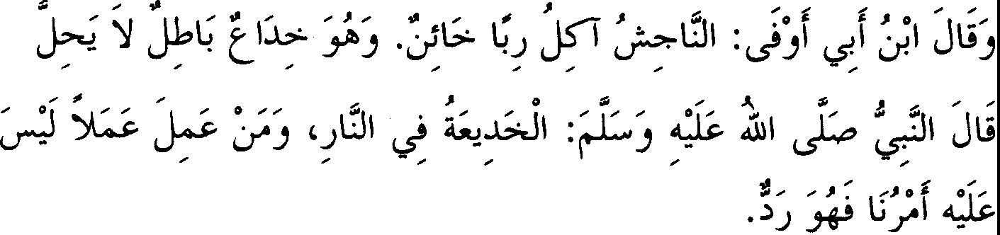 وَقَالَ ابْنُ أَبِي أَوْفَى: النَّاجِشُ آكِلُ رِبًا خَائِنٌ. وَهُوَ خِدَاعٌ بَاطِلٌ لاَ يَحِلُّ
قَالَ النَّبِيُّ صَلَّى اللهُ عَلَيْهِ وَسَلَّمَ: الْخَدِيعَةُ فِي النَّارِ، وَمَنْ عَمِلَ عَمَلاً لَيْسَ
عَلَيْهِ أَمْرُنَا فَهُوَ رَدٌّ.